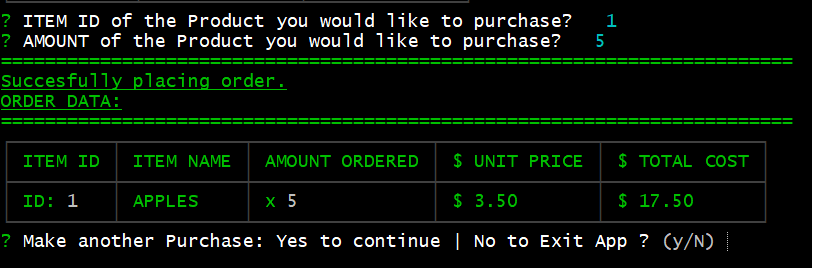 ? ITEM ID of the Product you would like to purchase? 1
? AMOUNT of the Product you would like to purchase? 5
========================================================================
Succesfully placing order.
ORDER DATA:
========================================================================
ITEM ID ITEM NAME AMOUNT ORDERED $ UNIT PRICE $ TOTAL COST
ID: 1 APPLES x 5 $ 3.50 $ 17.50
? Make another Purchase: Yes to continue | No to Exit App ? (y/N)